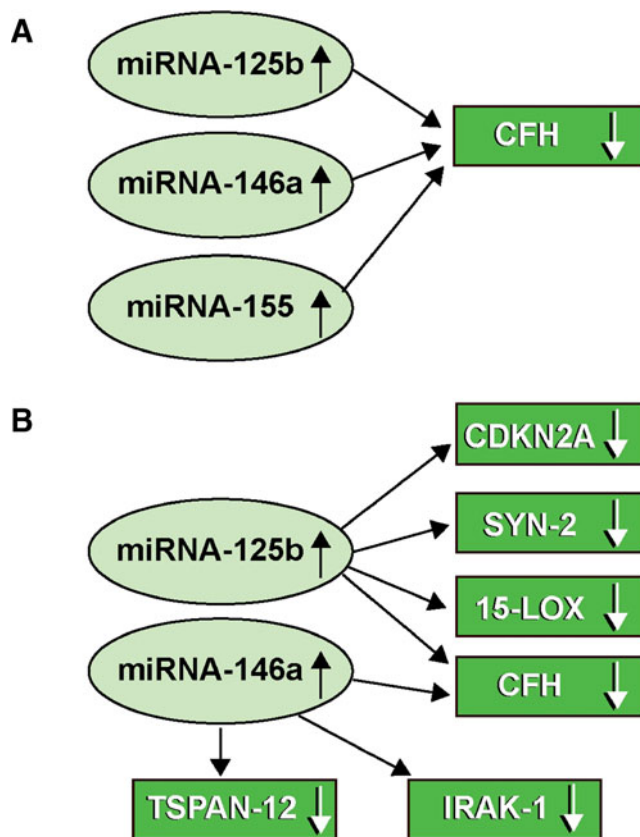 A
miRNA-125b
CFH
miRNA-146a
miRNA-155
B
CDKN2A
miRNA-125b
SYN-2
15-LOX
miRNA-146a
CFH
TSPAN-12
IRAK-1